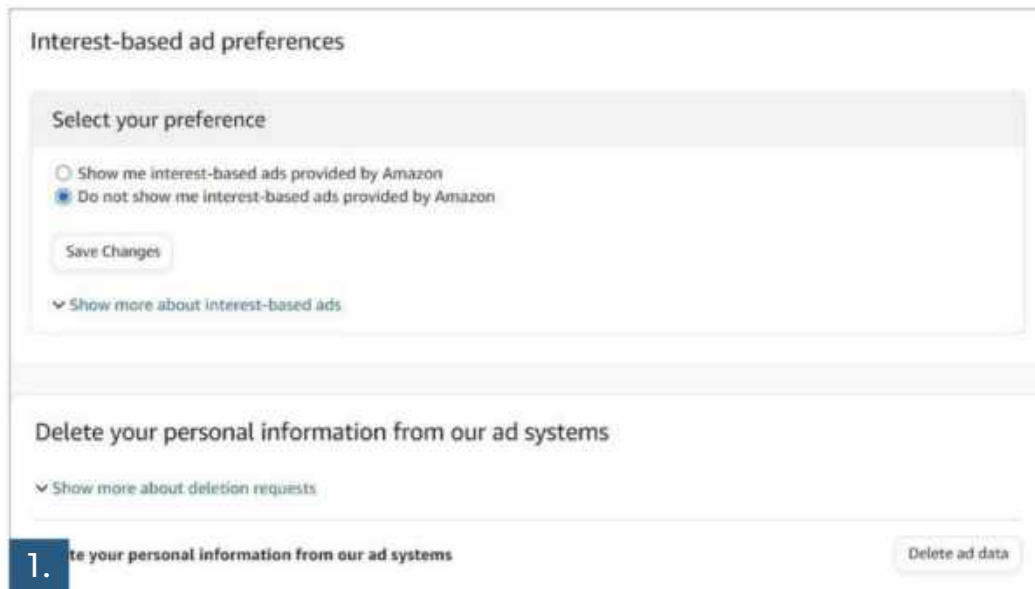 Interest-based ad preferences
Select your preference
Show me interest-based ads provided by Amazon
Do not show me interest-based ads provided by Amazon
Save Changes
Show more about interest-based ads
Delete your personal information from our ad systems
Show more about deletion requests
te your personal information from our ad systems
Delete ad data
1.